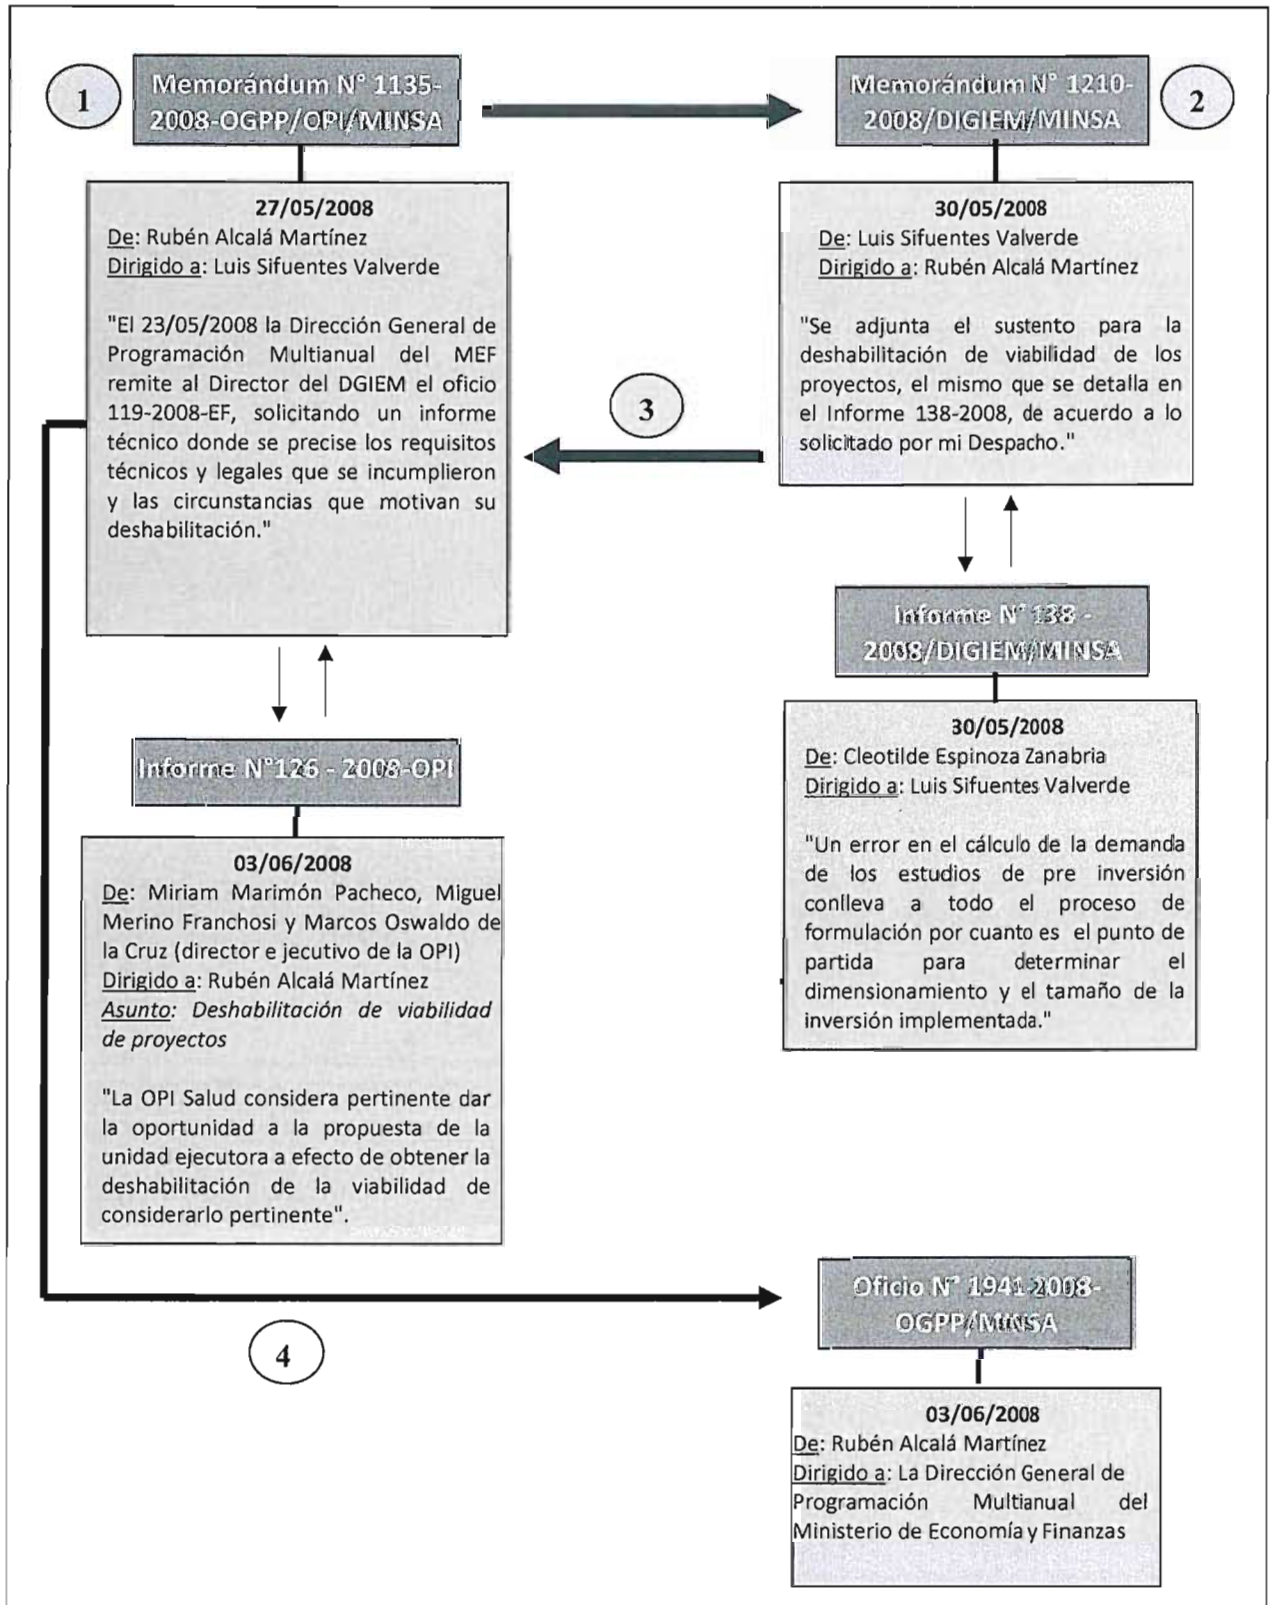 1
Memorándum N° 1135-
2008-OGPP/OPI/MINSA
27/05/2008
De: Rubén Alcalá Martínez
Dirigido a: Luis Sifuentes Valverde
"El 23/05/2008 la Dirección General de
Programación Multianual del MEF
remite al Director del DGIEM el oficio
119-2008-EF, solicitando un informe
técnico donde se precise los requisitos
técnicos y legales que se incumplieron
y las circunstancias que motivan su
deshabilitación."
Memorándum N° 1210-
2008/DIGIEM/MINSA
2
30/05/2008
De: Luis Sifuentes Valverde
Dirigido a: Rubén Alcalá Martínez
"Se adjunta el sustento para la
deshabilitación de viabilidad de los
proyectos, el mismo que se detalla en
el Informe 138-2008, de acuerdo a lo
solicitado por mi Despacho."
3
Informe N° 138 -
2008/DIGIEM/MINSA
30/05/2008
De: Cleotilde Espinoza Zanabria
Dirigido a: Luis Sifuentes Valverde
"Un error en el cálculo de la demanda
de los estudios de pre inversión
conlleva a todo el proceso de
formulación por cuanto es el punto de
partida para determinar el
dimensionamiento y el tamaño de la
inversión implementada."
Informe N°126 - 2008-OPI
03/06/2008
De: Miriam Marimón Pacheco, Miguel
Merino Franchosi y Marcos Oswaldo de
la Cruz (director e jecutivo de la OPI)
Dirigido a: Rubén Alcalá Martínez
Asunto: Deshabilitación de viabilidad
de proyectos
"La OPI Salud considera pertinente dar
la oportunidad a la propuesta de la
unidad ejecutora a efecto de obtener la
deshabilitación de la viabilidad de
considerarlo pertinente".
4
Oficio N° 1941-2008-
OGPP/MINSA
03/06/2008
De: Rubén Alcalá Martínez
Dirigido a: La Dirección General de
Programación Multianual del
Ministerio de Economía y Finanzas